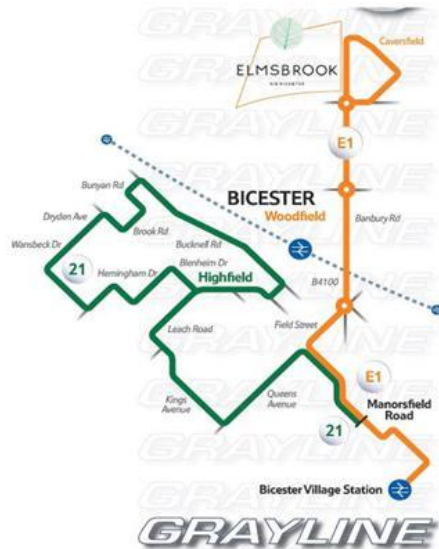 GRAYLINE
Caversfield
ELMSBROOK
GRAYLINE
E1
Bunyan Rd
BICESTER
Woodfield
Banbury Rd
Dryden Ave
Brook Rd
Bucknell Rd
Wansbeck Dr
21
Hemingham Dr
Blenheim Dr
Highfield
B4100
Leach Road
Field Street
Kings
Avenue
Queens
Avenue
E1
Manorsfield
Road
21
Bicester Village Station
GRAYLINE